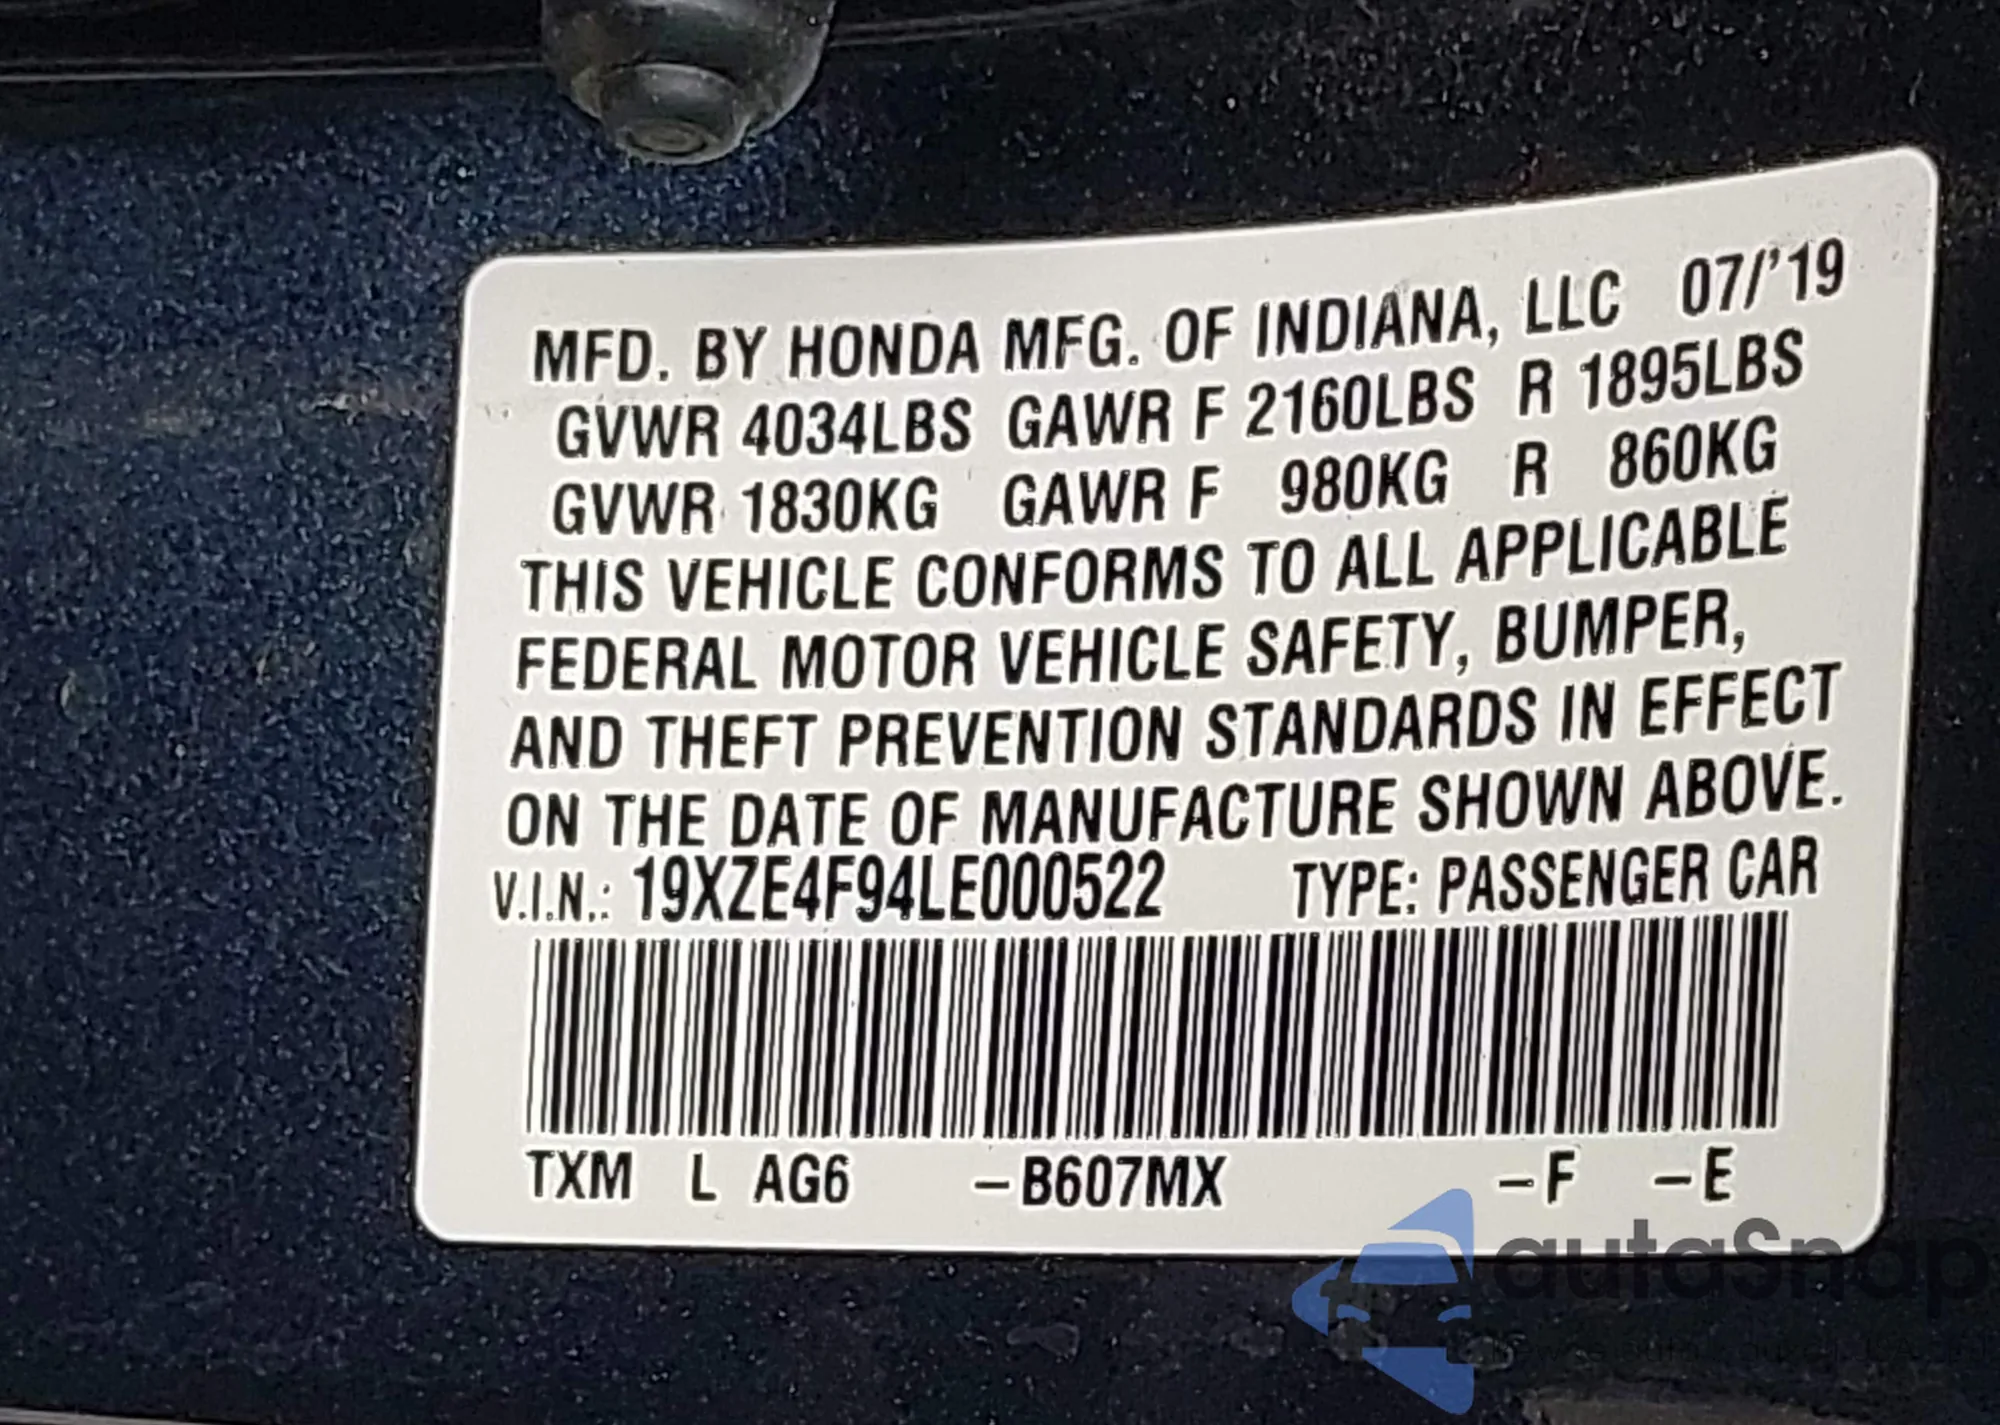 MFD. BY HONDA MFG. OF INDIANA, LLC 07/'19
GVWR 4034LBS GAWR F 2160LBS R 1895LBS
GVWR 1830KG GAWR F 980KG R 860KG
THIS VEHICLE CONFORMS TO ALL APPLICABLE
FEDERAL MOTOR VEHICLE SAFETY, BUMPER,
AND THEFT PREVENTION STANDARDS IN EFFECT
ON THE DATE OF MANUFACTURE SHOWN ABOVE.
V.I.N.: 19XZE4F94LE000522 TYPE: PASSENGER CAR
TXM L AG6 –B607MX –F –E
autaSnap